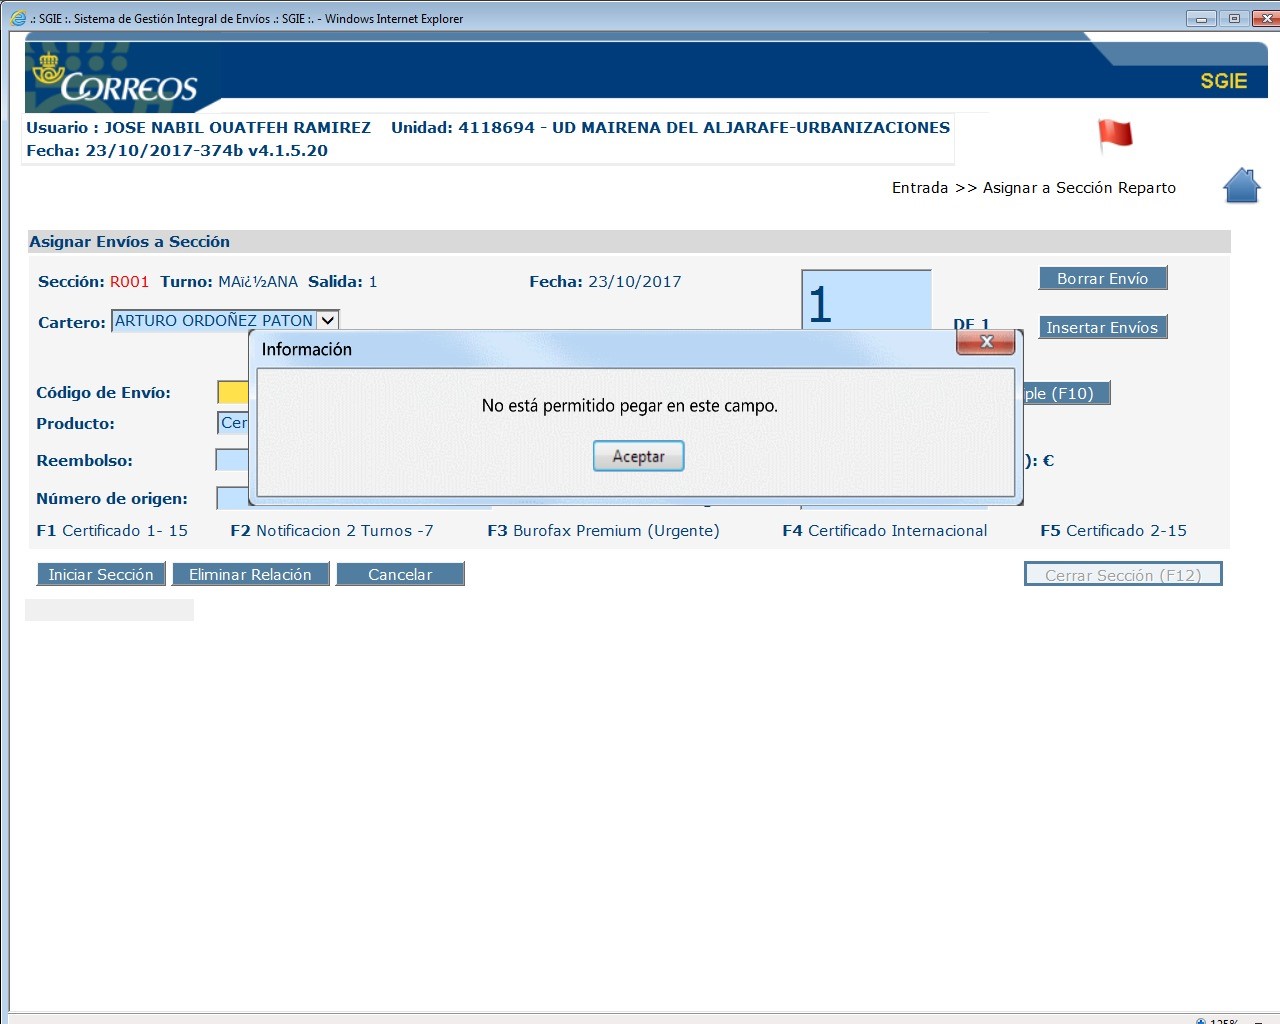 .: SGIE :. Sistema de Gestión Integral de Envíos .: SGIE :. - Windows Internet Explorer
CORREOS
SGIE
Usuario : JOSE NABIL OUATFEH RAMIREZ Unidad: 4118694 - UD MAIRENA DEL ALJARAFE-URBANIZACIONES
Fecha: 23/10/2017-374b v4.1.5.20
Entrada >> Asignar a Sección Reparto
Asignar Envíos a Sección
Sección: R001 Turno: MAï¿½ANA Salida: 1 Fecha: 23/10/2017
1
DE 1
Borrar Envío
Cartero: ARTURO ORDOÑEZ PATON
Insertar Envíos
Información
No está permitido pegar en este campo.
Aceptar
Código de Envío:
ple (F10)
Producto: Cer
Reembolso:
): €
Número de origen:
F1 Certificado 1- 15 F2 Notificacion 2 Turnos -7 F3 Burofax Premium (Urgente) F4 Certificado Internacional F5 Certificado 2-15
Iniciar Sección Eliminar Relación Cancelar Cerrar Sección (F12)
125%